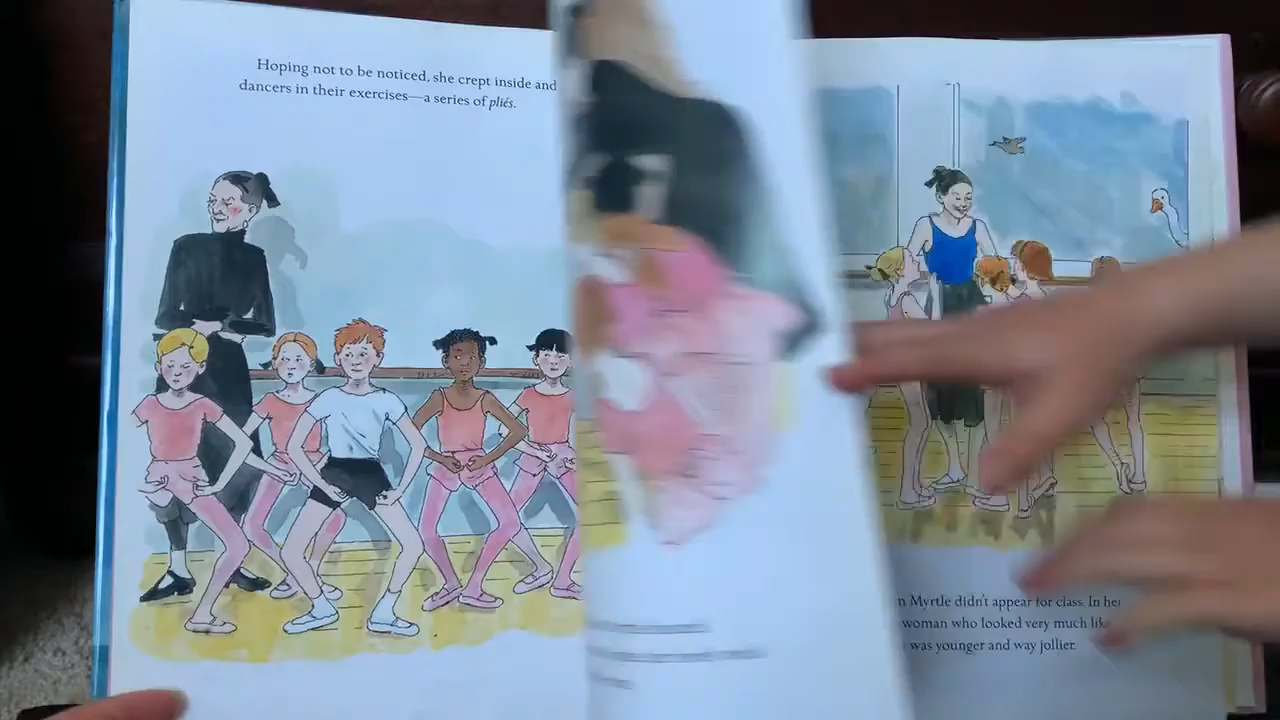 Hoping not to be noticed, she crept inside and
dancers in their exercises—a series of pliés.
n Myrtle didn't appear for class. In her
woman who looked very much like
was younger and way jollier.